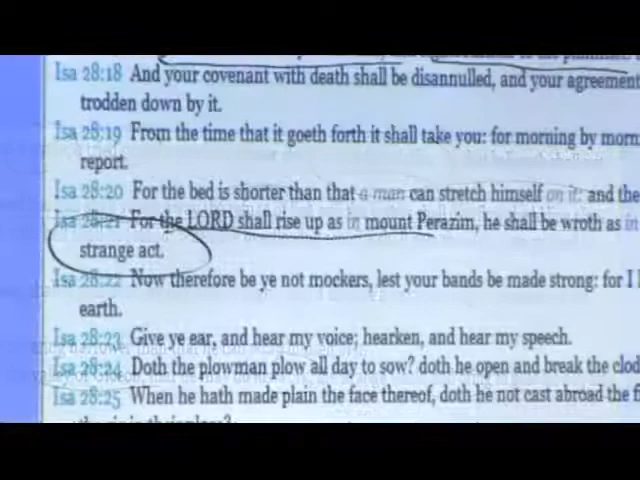 Isa 28:18 And your covenant with death shall be disannulled, and your agreement
trodden down by it.
Isa 28:19 From the time that it goeth forth it shall take you: for morning by morn
report.
Isa 28:20 For the bed is shorter than that a man can stretch himself on it: and the
Isa 28:21 For the LORD shall rise up as in mount Perazim, he shall be wroth as in
strange act.
Isa 28:22 Now therefore be ye not mockers, lest your bands be made strong: for I
earth.
Isa 28:23 Give ye ear, and hear my voice; hearken, and hear my speech.
Isa 28:24 Doth the plowman plow all day to sow? doth he open and break the clod
Isa 28:25 When he hath made plain the face thereof, doth he not cast abroad the fi